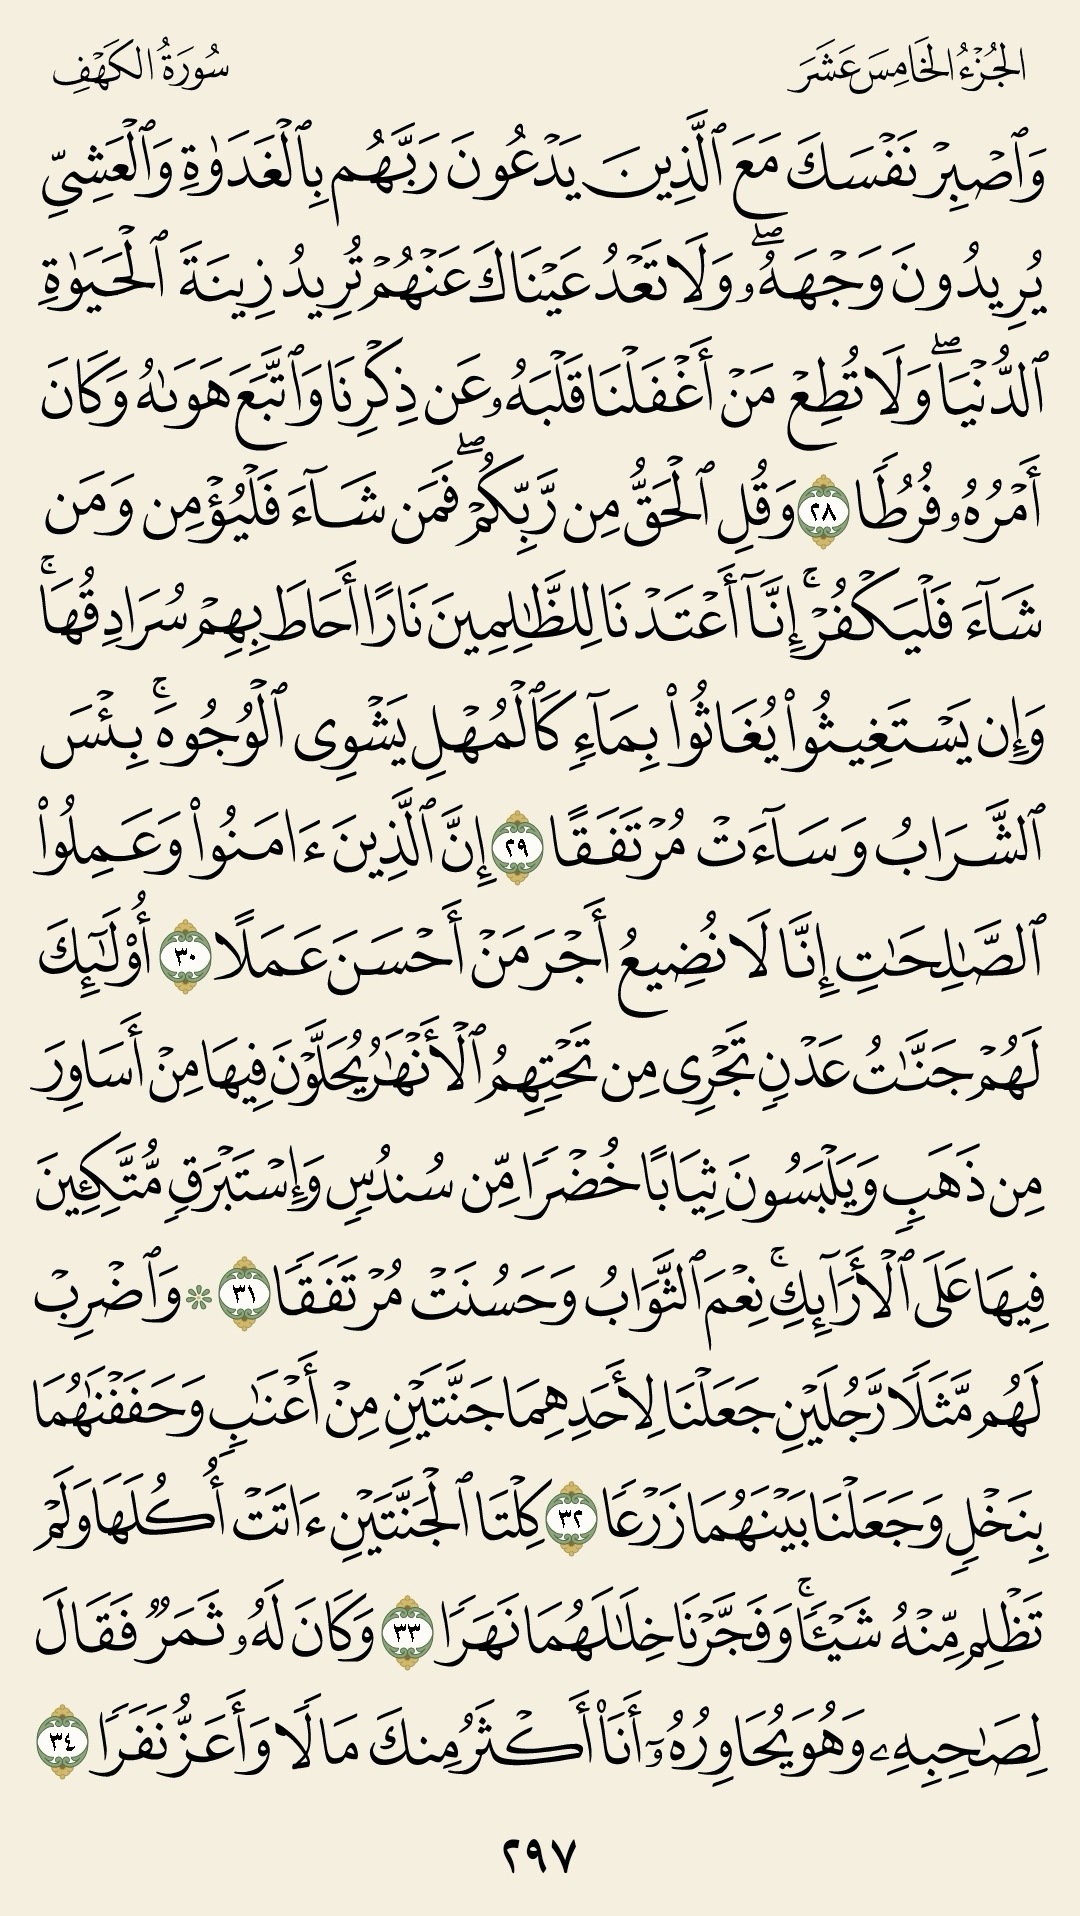 الجُزْءُ الخَامِسَ عَشَرَ
سُورَةُ الكَهْفِ
وَٱصْبِرْ نَفْسَكَ مَعَ ٱلَّذِينَ يَدْعُونَ رَبَّهُم بِٱلْغَدَوٰةِ وَٱلْعَشِىِّ
يُرِيدُونَ وَجْهَهُۥۖ وَلَا تَعْدُ عَيْنَاكَ عَنْهُمْ تُرِيدُ زِينَةَ ٱلْحَيَوٰةِ
ٱلدُّنْيَاۖ وَلَا تُطِعْ مَنْ أَغْفَلْنَا قَلْبَهُۥ عَن ذِكْرِنَا وَٱتَّبَعَ هَوَىٰهُ وَكَانَ
أَمْرُهُۥ فُرُطًا ٢٨ وَقُلِ ٱلْحَقُّ مِن رَّبِّكُمْۖ فَمَن شَآءَ فَلْيُؤْمِن وَمَن
شَآءَ فَلْيَكْفُرْۚ إِنَّآ أَعْتَدْنَا لِلظَّٰلِمِينَ نَارًا أَحَاطَ بِهِمْ سُرَادِقُهَاۚ
وَإِن يَسْتَغِيثُوا۟ يُغَاثُوا۟ بِمَآءٍ كَٱلْمُهْلِ يَشْوِى ٱلْوُجُوهَۚ بِئْسَ
ٱلشَّرَابُ وَسَآءَتْ مُرْتَفَقًا ٢٩ إِنَّ ٱلَّذِينَ ءَامَنُوا۟ وَعَمِلُوا۟
ٱلصَّٰلِحَٰتِ إِنَّا لَا نُضِيعُ أَجْرَ مَنْ أَحْسَنَ عَمَلًا ٣٠ أُو۟لَٰٓئِكَ
لَهُمْ جَنَّٰتُ عَدْنٍ تَجْرِى مِن تَحْتِهِمُ ٱلْأَنْهَٰرُ يُحَلَّوْنَ فِيهَا مِنْ أَسَاوِرَ
مِن ذَهَبٍ وَيَلْبَسُونَ ثِيَابًا خُضْرًا مِّن سُندُسٍ وَإِسْتَبْرَقٍ مُّتَّكِـِٔينَ
فِيهَا عَلَى ٱلْأَرَآئِكِۚ نِعْمَ ٱلثَّوَابُ وَحَسُنَتْ مُرْتَفَقًا ٣١ ۞ وَٱضْرِبْ
لَهُم مَّثَلًا رَّجُلَيْنِ جَعَلْنَا لِأَحَدِهِمَا جَنَّتَيْنِ مِنْ أَعْنَٰبٍ وَحَفَفْنَٰهُمَا
بِنَخْلٍ وَجَعَلْنَا بَيْنَهُمَا زَرْعًا ٣٢ كِلْتَا ٱلْجَنَّتَيْنِ ءَاتَتْ أُكُلَهَا وَلَمْ
تَظْلِم مِّنْهُ شَيْـًٔاۚ وَفَجَّرْنَا خِلَٰلَهُمَا نَهَرًا ٣٣ وَكَانَ لَهُۥ ثَمَرٌ فَقَالَ
لِصَٰحِبِهِۦ وَهُوَ يُحَاوِرُهُۥٓ أَنَا۠ أَكْثَرُ مِنكَ مَالًا وَأَعَزُّ نَفَرًا ٣٤
٢٩٧